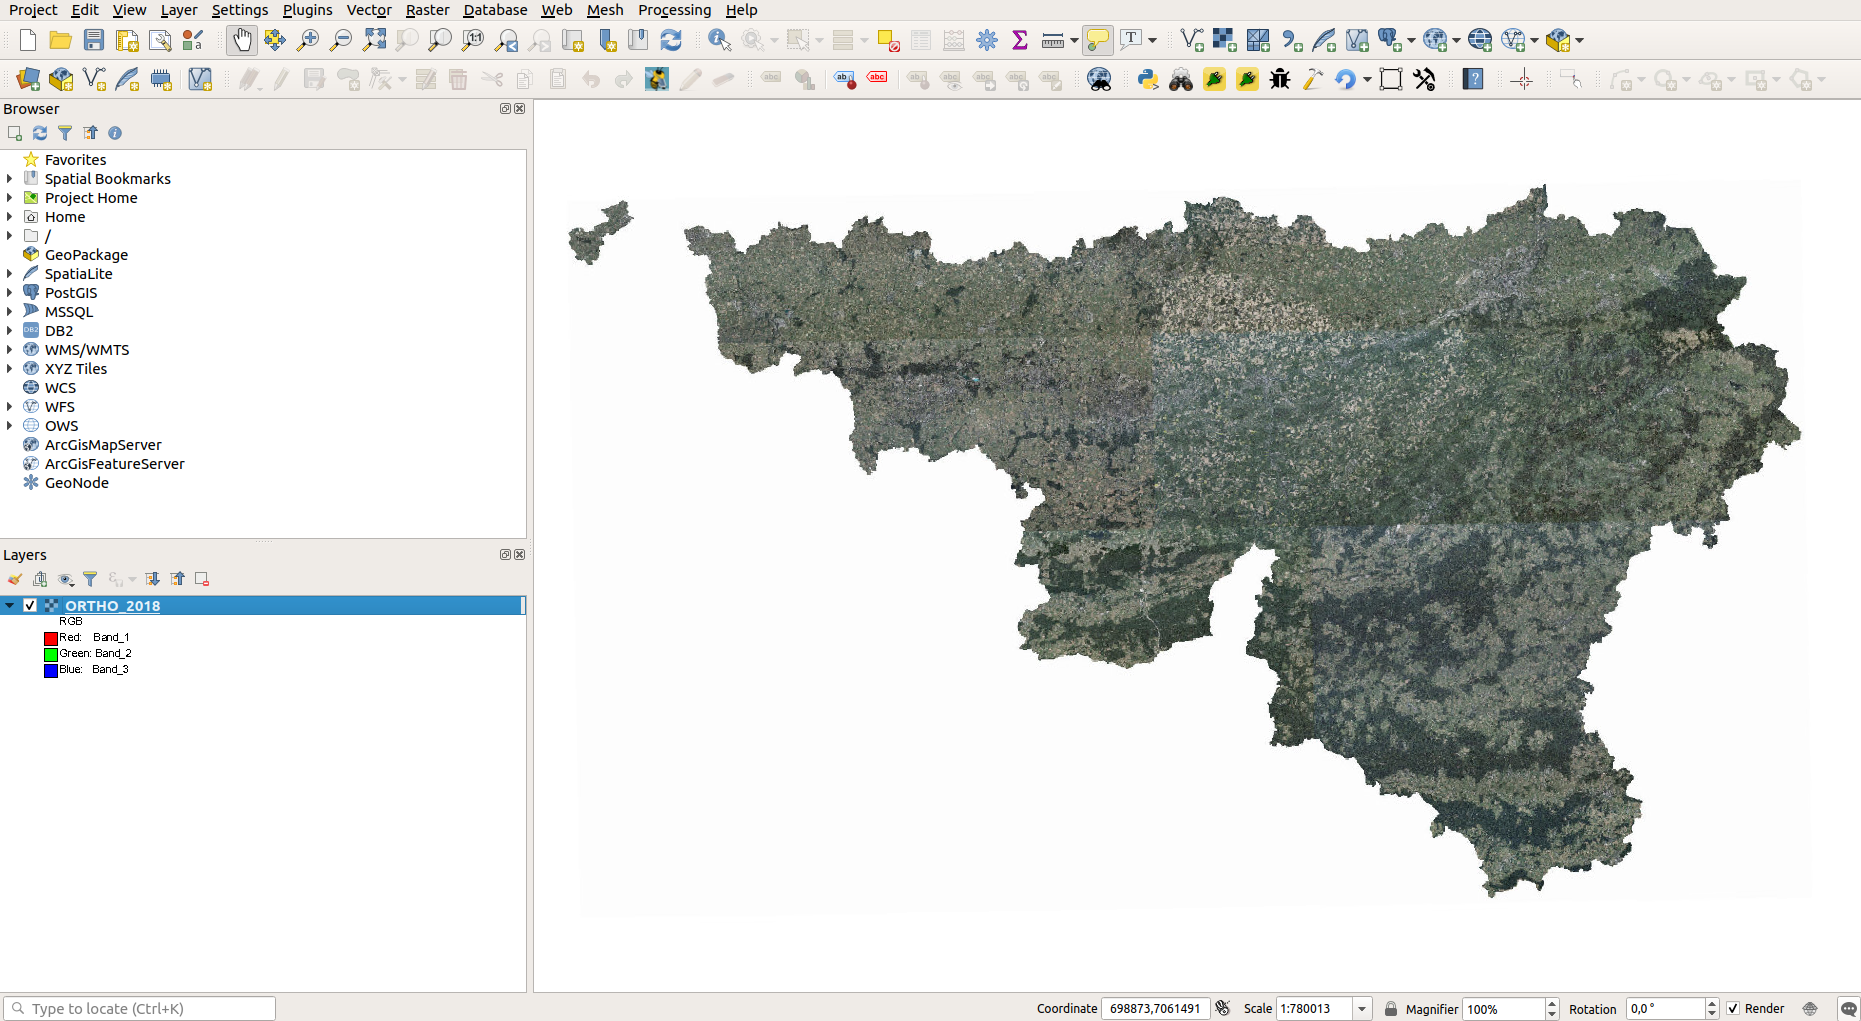 Project Edit View Layer Settings Plugins Vector Raster Database Web Mesh Processing Help
Browser
Favorites
Spatial Bookmarks
Project Home
Home
/
GeoPackage
SpatiaLite
PostGIS
MSSQL
DB2
WMS/WMTS
XYZ Tiles
WCS
WFS
OWS
ArcGisMapServer
ArcGisFeatureServer
GeoNode
Layers
ORTHO_2018
RGB
Red: Band_1
Green: Band_2
Blue: Band_3
Type to locate (Ctrl+K)
Coordinate 698873,7061491 Scale 1:780013 Magnifier 100% Rotation 0,0 ° Render